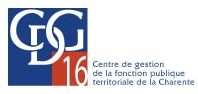 CDG
16
Centre de gestion
de la fonction publique
territoriale de la Charente